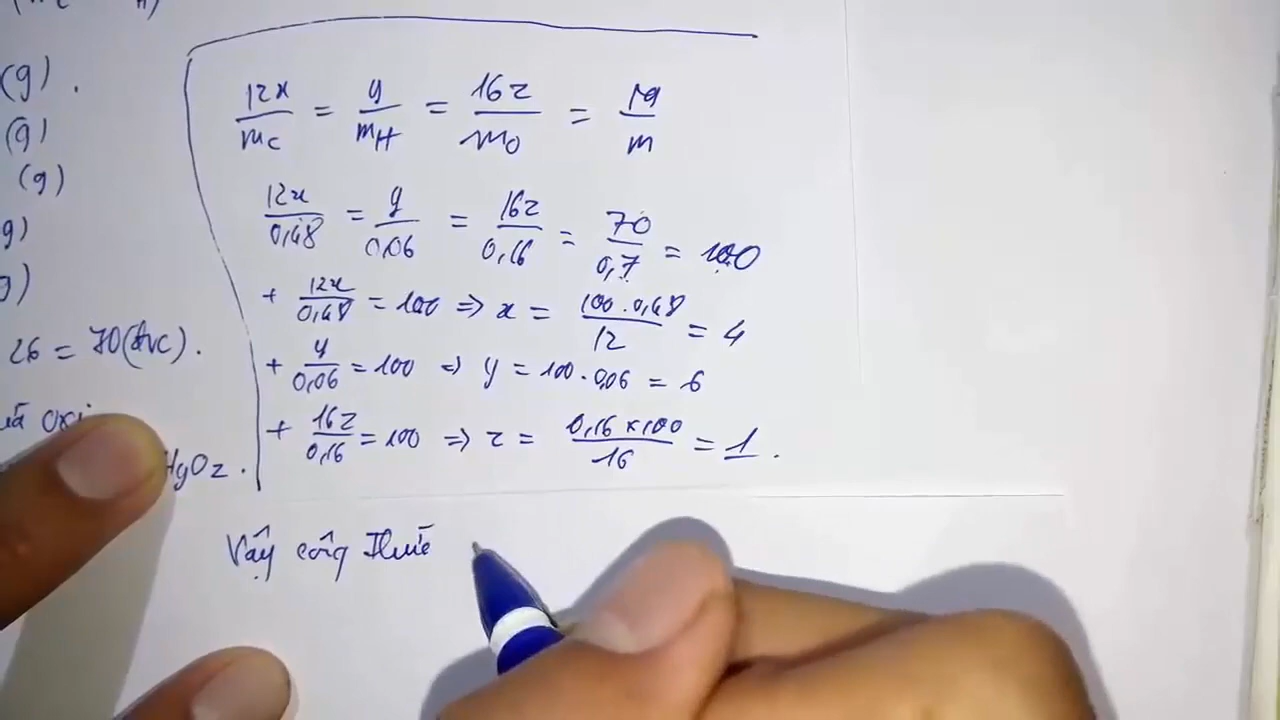 (g).
(g)
(g)
g)
g)
26 = 70(đvc).
oxi
HyOz.
12x/mC = y/mH = 16z/mO = M/m
12x/0,48 = y/0,06 = 16z/0,16 = 70/0,7 = 100
+ 12x/0,48 = 100 => x = 100.0,48/12 = 4
+ y/0,06 = 100 => y = 100.0,06 = 6
+ 16z/0,16 = 100 => z = 0,16x100/16 = 1.
Vậy công thức